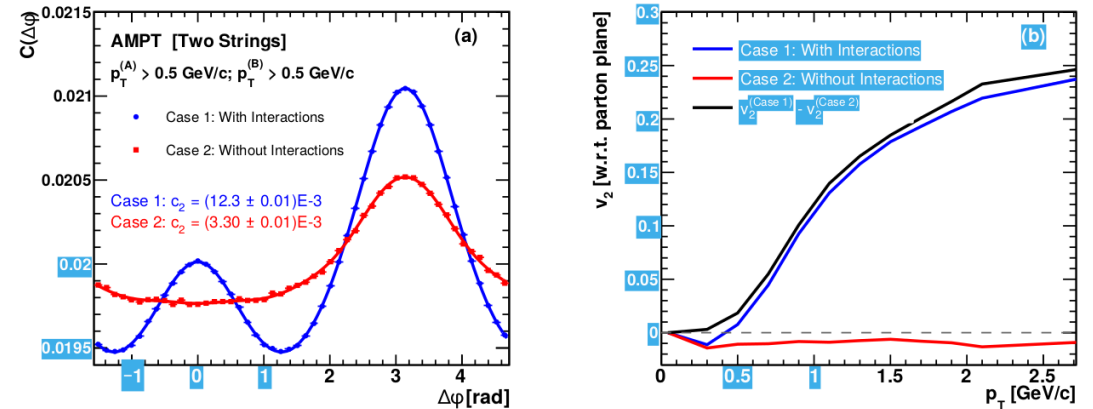 C(Δφ)
0.0215
0.021
0.0205
0.02
0.0195
AMPT [Two Strings]
(a)
p_T^(A) > 0.5 GeV/c; p_T^(B) > 0.5 GeV/c
Case 1: With Interactions
Case 2: Without Interactions
Case 1: c_2 = (12.3 ± 0.01)E-3
Case 2: c_2 = (3.30 ± 0.01)E-3
−1 0 1 2 3 4
Δφ [rad]
v_2 [w.r.t. parton plane]
0.3
0.25
0.2
0.15
0.1
0.05
0
(b)
Case 1: With Interactions
Case 2: Without Interactions
v_2^(Case 1) - v_2^(Case 2)
0 0.5 1 1.5 2 2.5
p_T [GeV/c]